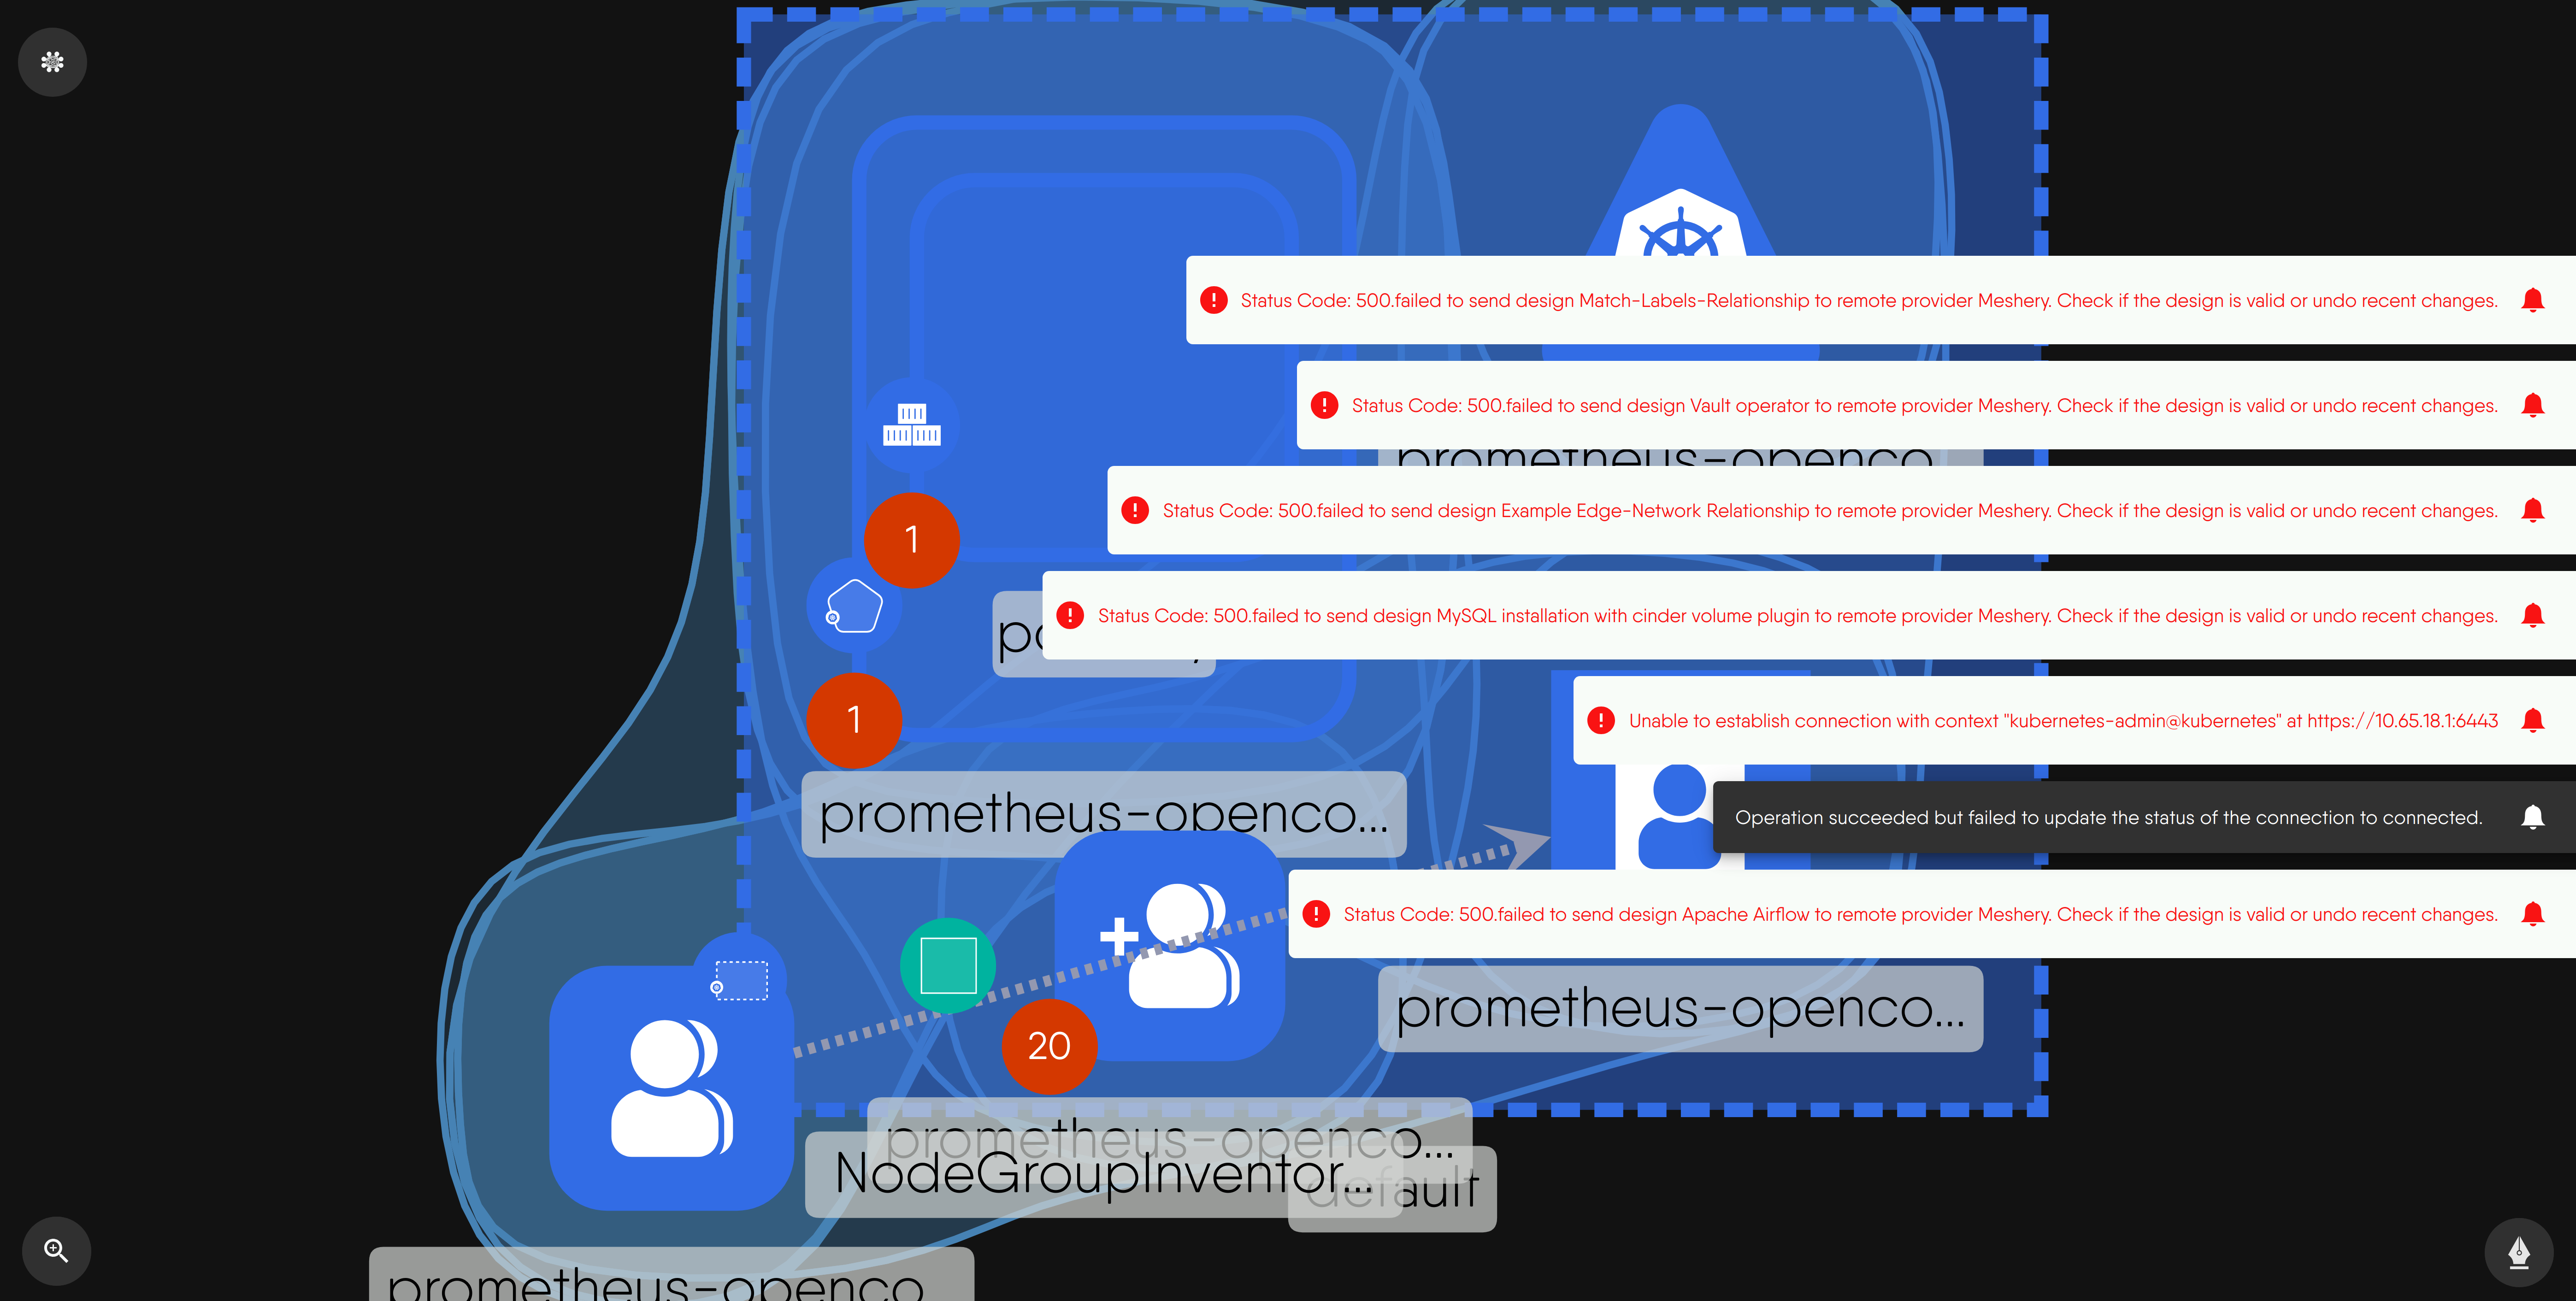 Status Code: 500.failed to send design Match-Labels-Relationship to remote provider Meshery. Check if the design is valid or undo recent changes.
Status Code: 500.failed to send design Vault operator to remote provider Meshery. Check if the design is valid or undo recent changes.
prometheus-openco
Status Code: 500.failed to send design Example Edge-Network Relationship to remote provider Meshery. Check if the design is valid or undo recent changes.
1
Status Code: 500.failed to send design MySQL installation with cinder volume plugin to remote provider Meshery. Check if the design is valid or undo recent changes.
1
Unable to establish connection with context "kubernetes-admin@kubernetes" at https://10.65.18.1:6443
prometheus-openco...
Operation succeeded but failed to update the status of the connection to connected.
Status Code: 500.failed to send design Apache Airflow to remote provider Meshery. Check if the design is valid or undo recent changes.
prometheus-openco...
20
prometheus-openco...
NodeGroupInventor...
default
prometheus-openco